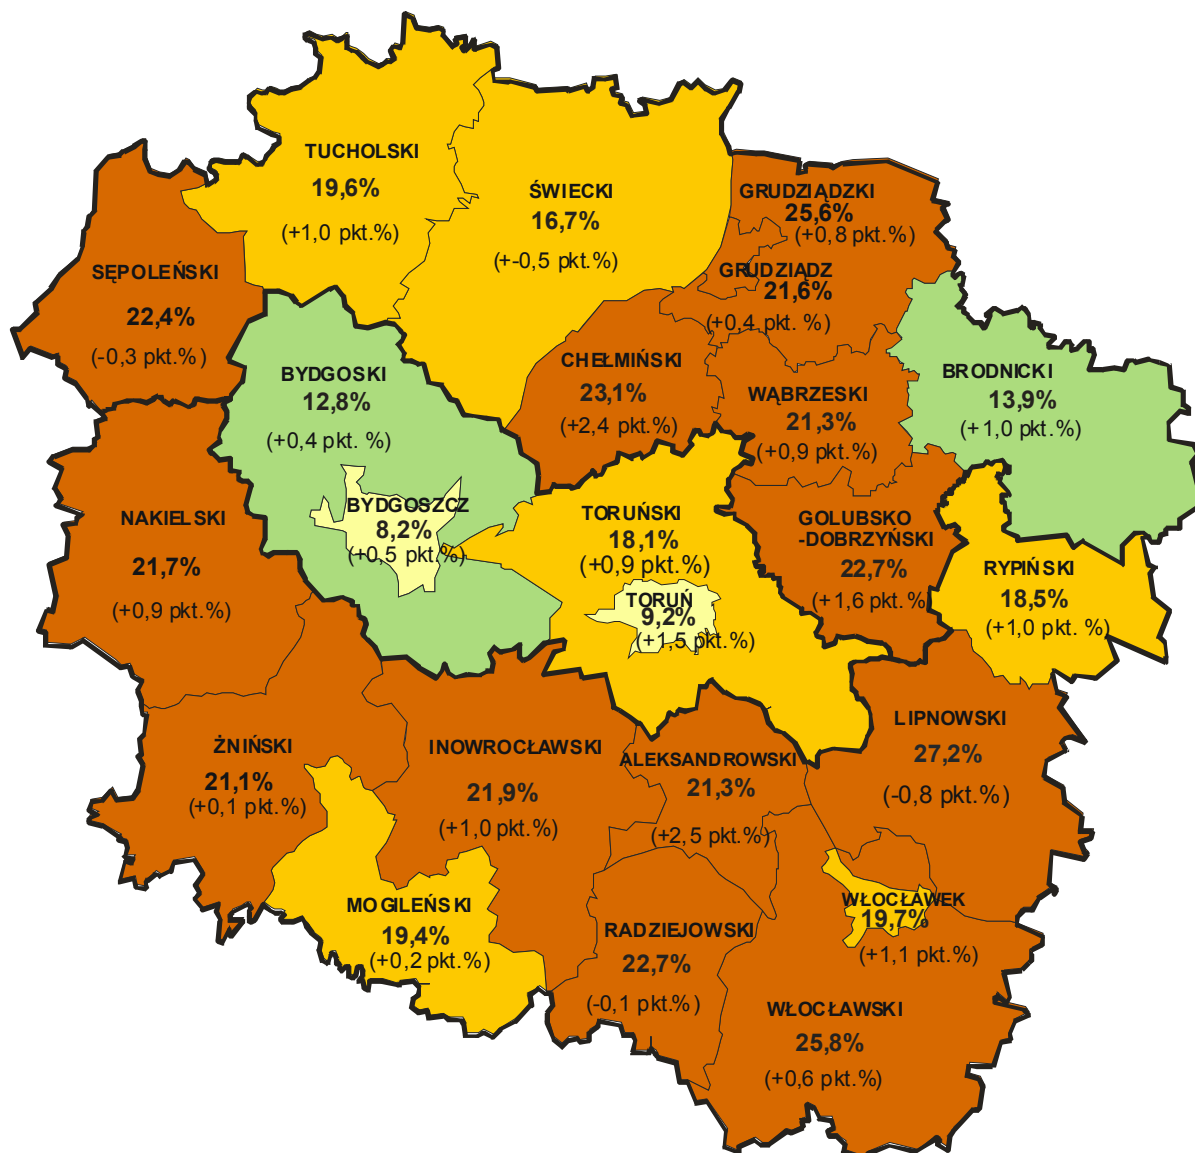 TUCHOLSKI
19,6%
(+1,0 pkt.%)
ŚWIECKI
16,7%
(+-0,5 pkt.%)
GRUDZIĄDZKI
25,6%
(+0,8 pkt.%)
SĘPOLEŃSKI
22,4%
(-0,3 pkt.%)
GRUDZIĄDZ
21,6%
(+0,4 pkt. %)
BYDGOSKI
12,8%
(+0,4 pkt. %)
CHEŁMIŃSKI
23,1%
(+2,4 pkt.%)
WĄBRZESKI
21,3%
(+0,9 pkt.%)
BRODNICKI
13,9%
(+1,0 pkt.%)
NAKIELSKI
21,7%
(+0,9 pkt.%)
BYDGOSZCZ
8,2%
(+0,5 pkt.%)
TORUŃSKI
18,1%
(+0,9 pkt.%)
GOLUBSKO
-DOBRZYŃSKI
22,7%
(+1,6 pkt.%)
RYPIŃSKI
18,5%
(+1,0 pkt. %)
TORUŃ
9,2%
(+1,5 pkt.%)
ŻNIŃSKI
21,1%
(+0,1 pkt.%)
INOWROCŁAWSKI
21,9%
(+1,0 pkt.%)
ALEKSANDROWSKI
21,3%
(+2,5 pkt.%)
LIPNOWSKI
27,2%
(-0,8 pkt.%)
MOGILEŃSKI
19,4%
(+0,2 pkt.%)
RADZIEJOWSKI
22,7%
(-0,1 pkt.%)
WŁOCŁAWEK
19,7%
(+1,1 pkt.%)
WŁOCŁAWSKI
25,8%
(+0,6 pkt.%)